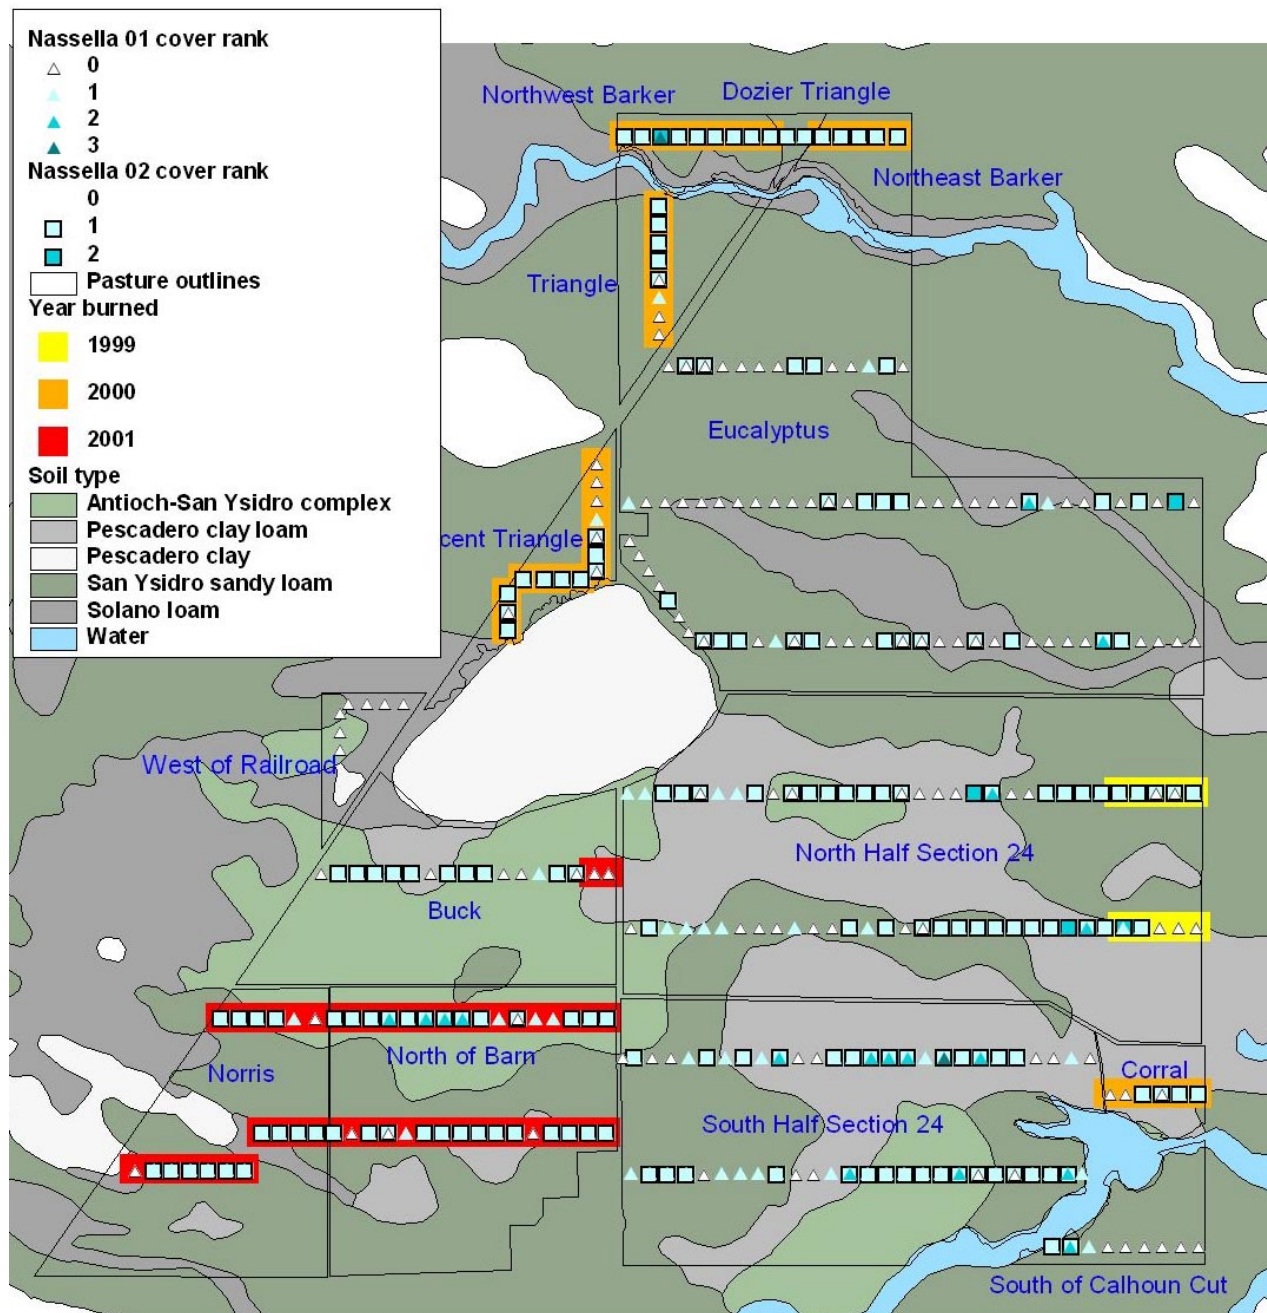 Nassella 01 cover rank
0
1
2
3
Nassella 02 cover rank
0
1
2
Pasture outlines
Year burned
1999
2000
2001
Soil type
Antioch-San Ysidro complex
Pescadero clay loam
Pescadero clay
San Ysidro sandy loam
Solano loam
Water
Northwest Barker
Dozier Triangle
Northeast Barker
Triangle
Eucalyptus
cent Triangle
West of Railroad
North Half Section 24
Buck
North of Barn
Norris
Corral
South Half Section 24
South of Calhoun Cut